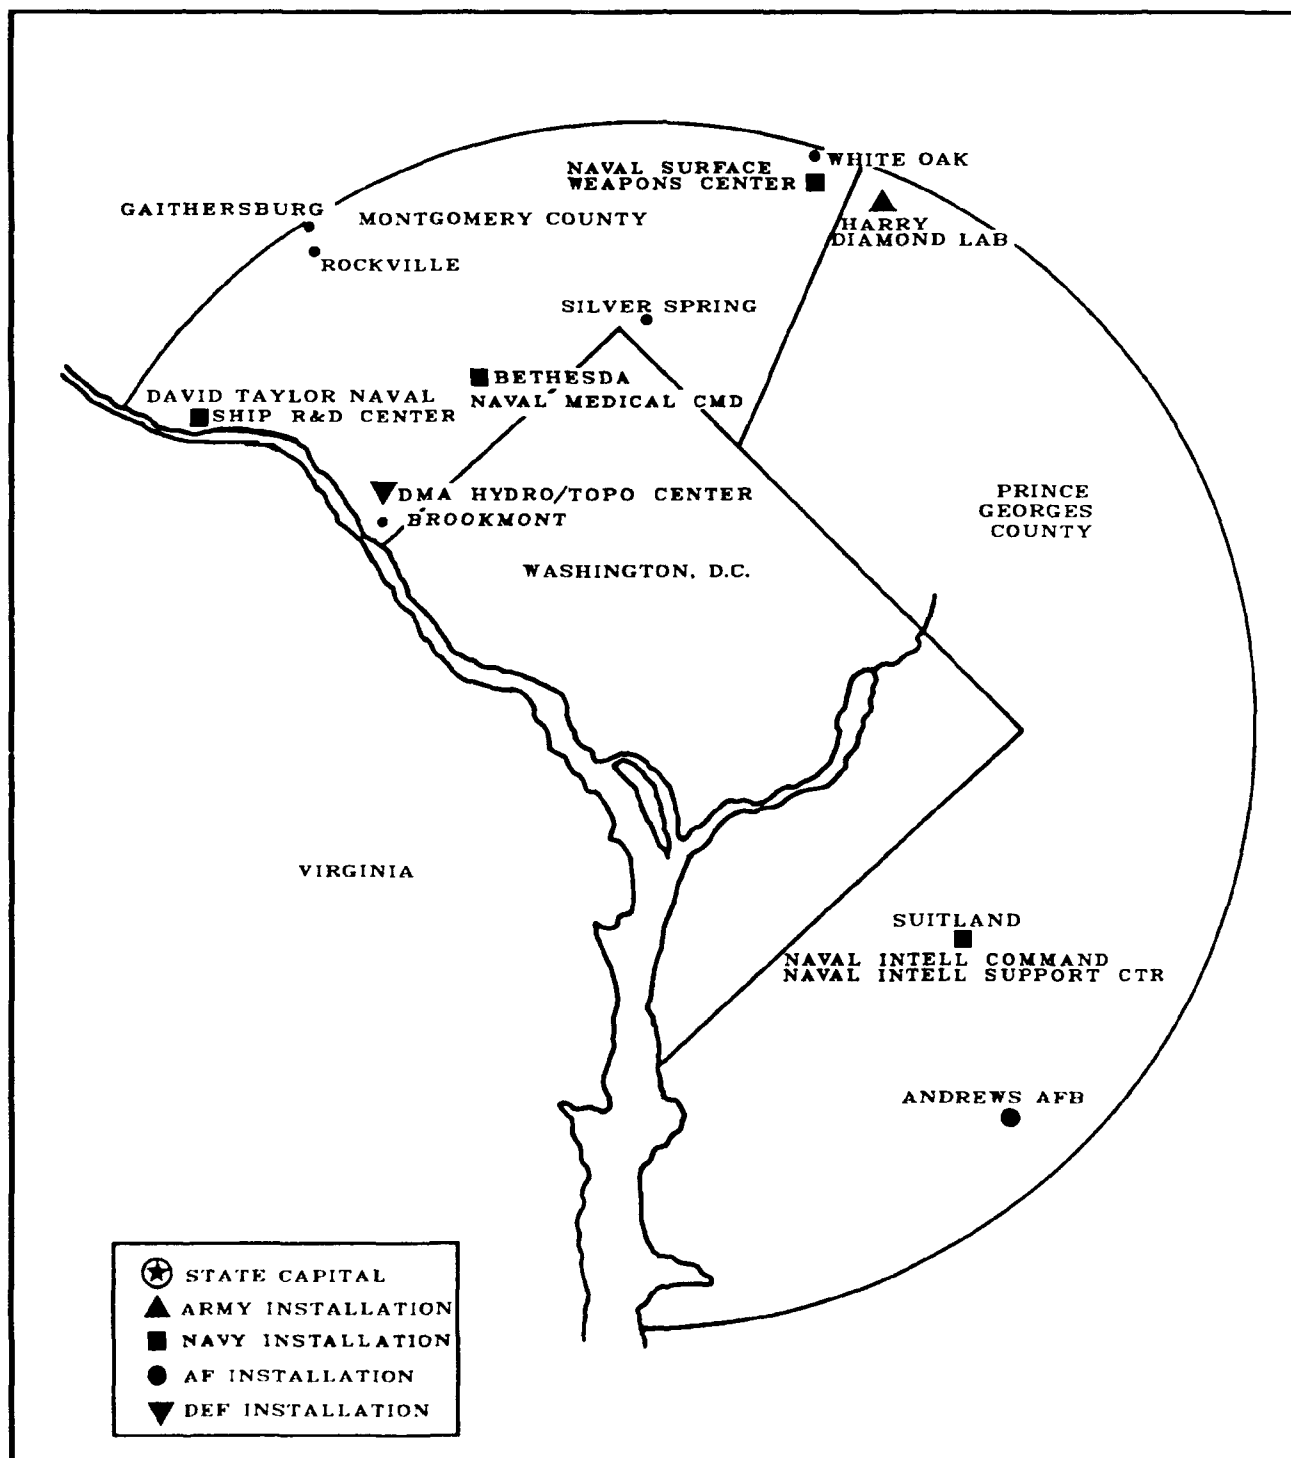 WHITE OAK
NAVAL SURFACE
WEAPONS CENTER
GAITHERSBURG
MONTGOMERY COUNTY
HARRY
DIAMOND LAB
ROCKVILLE
SILVER SPRING
BETHESDA
NAVAL MEDICAL CMD
DAVID TAYLOR NAVAL
SHIP R&D CENTER
DMA HYDRO/TOPO CENTER
BROOKMONT
PRINCE
GEORGES
COUNTY
WASHINGTON, D.C.
VIRGINIA
SUITLAND
NAVAL INTELL COMMAND
NAVAL INTELL SUPPORT CTR
ANDREWS AFB
STATE CAPITAL
ARMY INSTALLATION
NAVY INSTALLATION
AF INSTALLATION
DEF INSTALLATION